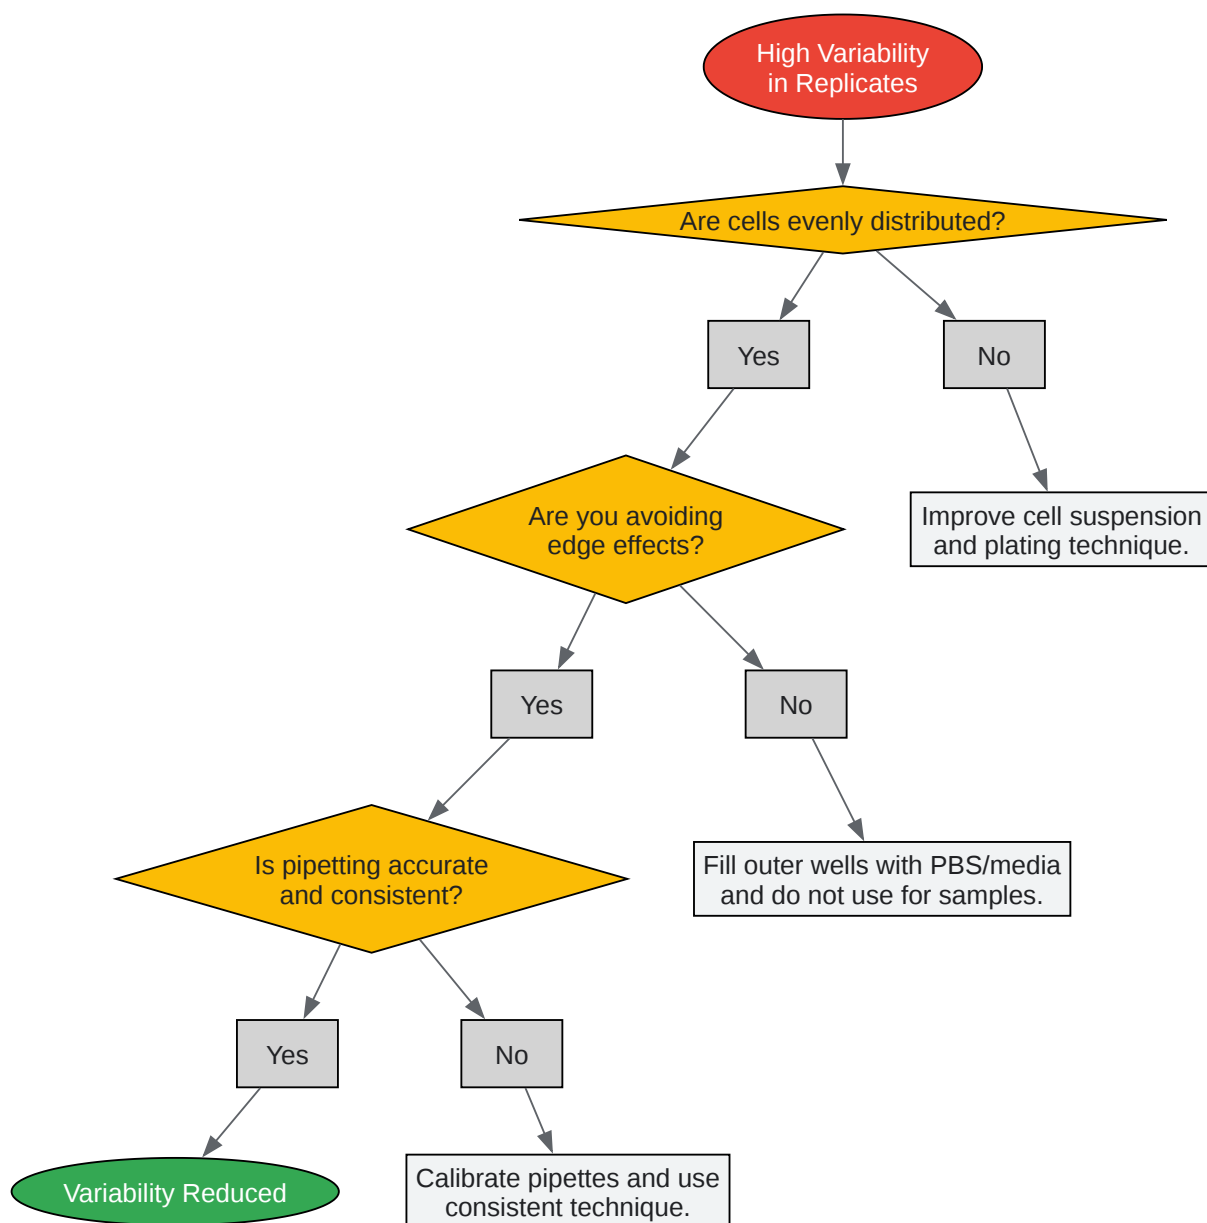 High Variability
in Replicates
Are cells evenly distributed?
Yes
No
Are you avoiding
edge effects?
Improve cell suspension
and plating technique.
Yes
No
Is pipetting accurate
and consistent?
Fill outer wells with PBS/media
and do not use for samples.
Yes
No
Variability Reduced
Calibrate pipettes and use
consistent technique.